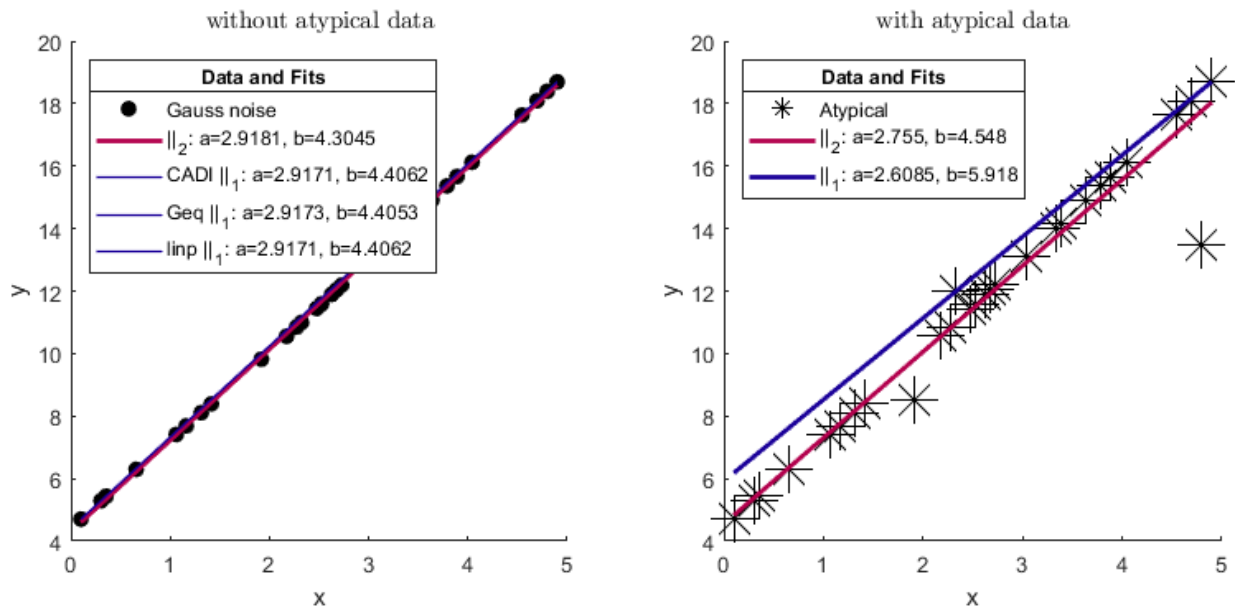 without atypical data
20
18
16
14
12
10
8
6
4
0
1
2
3
4
5
x
y
Data and Fits
Gauss noise
||₂: a=2.9181, b=4.3045
CADI ||₁: a=2.9171, b=4.4062
Geq ||₁: a=2.9173, b=4.4053
linp ||₁: a=2.9171, b=4.4062
with atypical data
20
18
16
14
12
10
8
6
4
0
1
2
3
4
5
x
y
Data and Fits
Atypical
||₂: a=2.755, b=4.548
||₁: a=2.6085, b=5.918